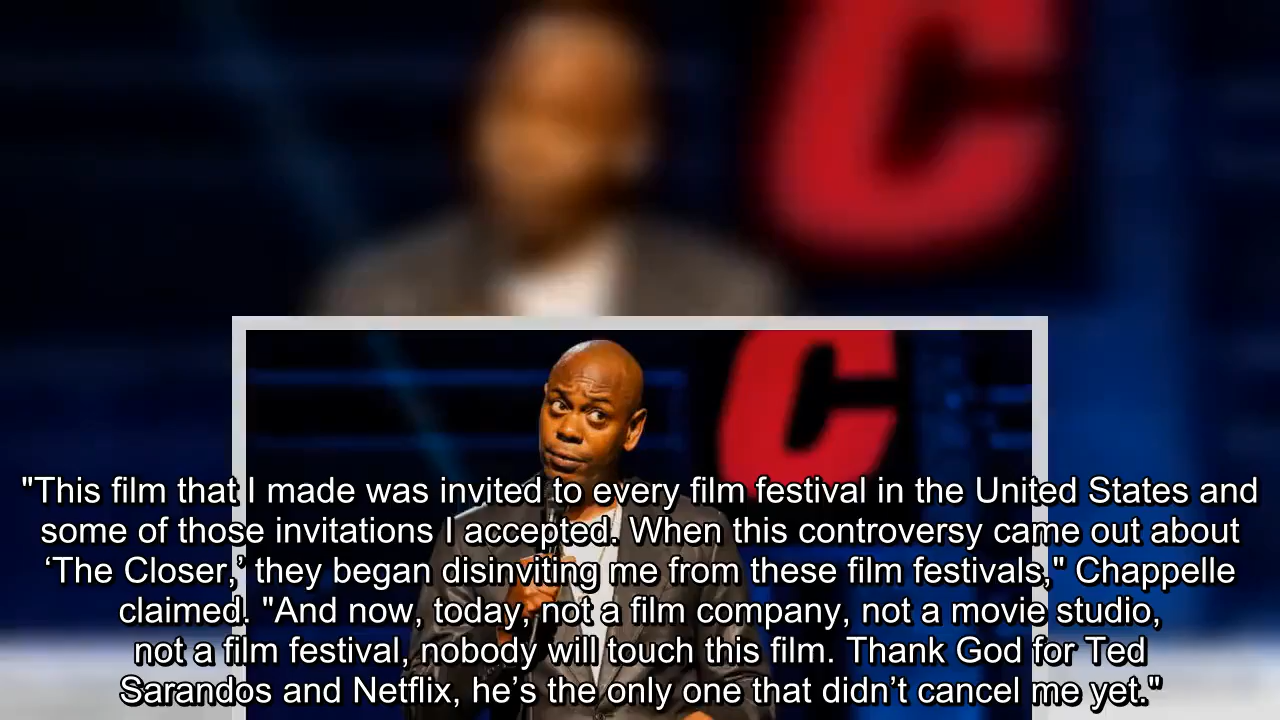 C
C
"This film that I made was invited to every film festival in the United States and
some of those invitations I accepted. When this controversy came out about
‘The Closer,’ they began disinviting me from these film festivals," Chappelle
claimed. "And now, today, not a film company, not a movie studio,
not a film festival, nobody will touch this film. Thank God for Ted
Sarandos and Netflix, he’s the only one that didn’t cancel me yet."